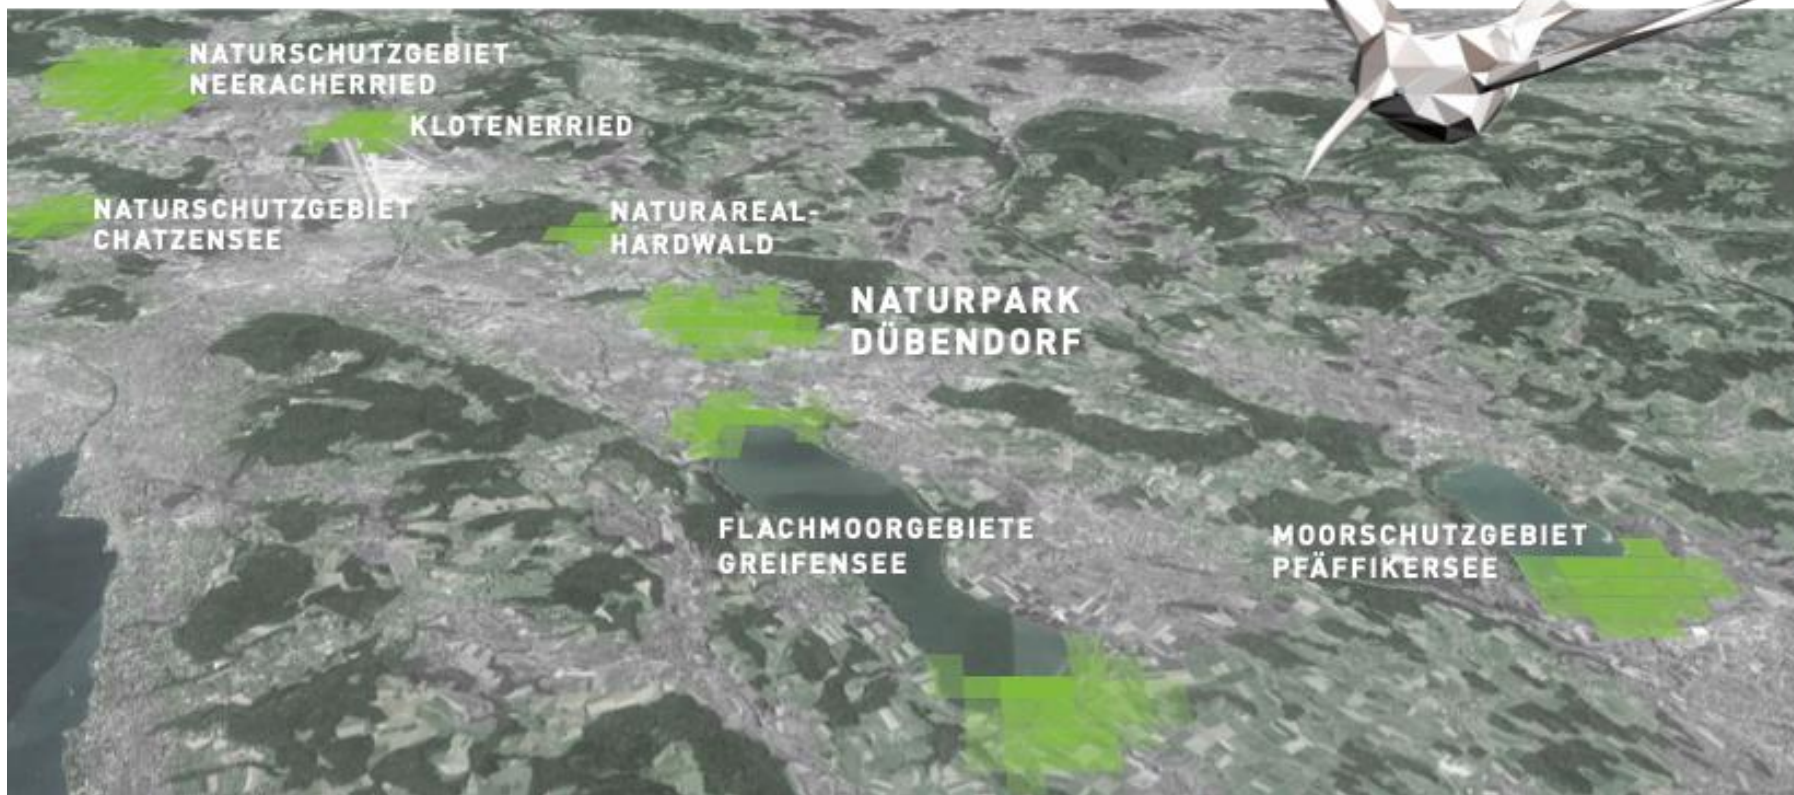 NATURSCHUTZGEBIET
NEERACHERRIED
KLOTENERRIED
NATURSCHUTZGEBIET
CHATZENSEE
NATURAREAL-
HARDWALD
NATURPARK
DÜBENDORF
FLACHMOORGEBIETE
GREIFENSEE
MOORSCHUTZGEBIET
PFÄFFIKERSEE